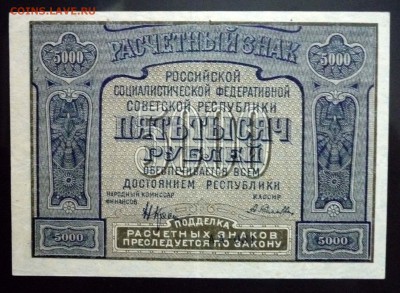 COINS.LAVE.RU
РАСЧЕТНЫЙ ЗНАК
5000 5000
РОССИЙСКОЙ
СОЦИАЛИСТИЧЕСКОЙ ФЕДЕРАТИВНОЙ
СОВЕТСКОЙ РЕСПУБЛИКИ
5000
ПЯТЬ ТЫСЯЧ
РУБЛЕЙ
ОБЕСПЕЧИВАЕТСЯ ВСЕМ
ДОСТОЯНИЕМ РЕСПУБЛИКИ
НАРОДНЫЙ КОМИССАР
ФИНАНСОВ
КАССИР
ПОДДЕЛКА
РАСЧЕТНЫХ ЗНАКОВ
ПРЕСЛЕДУЕТСЯ ПО ЗАКОНУ
5000 5000